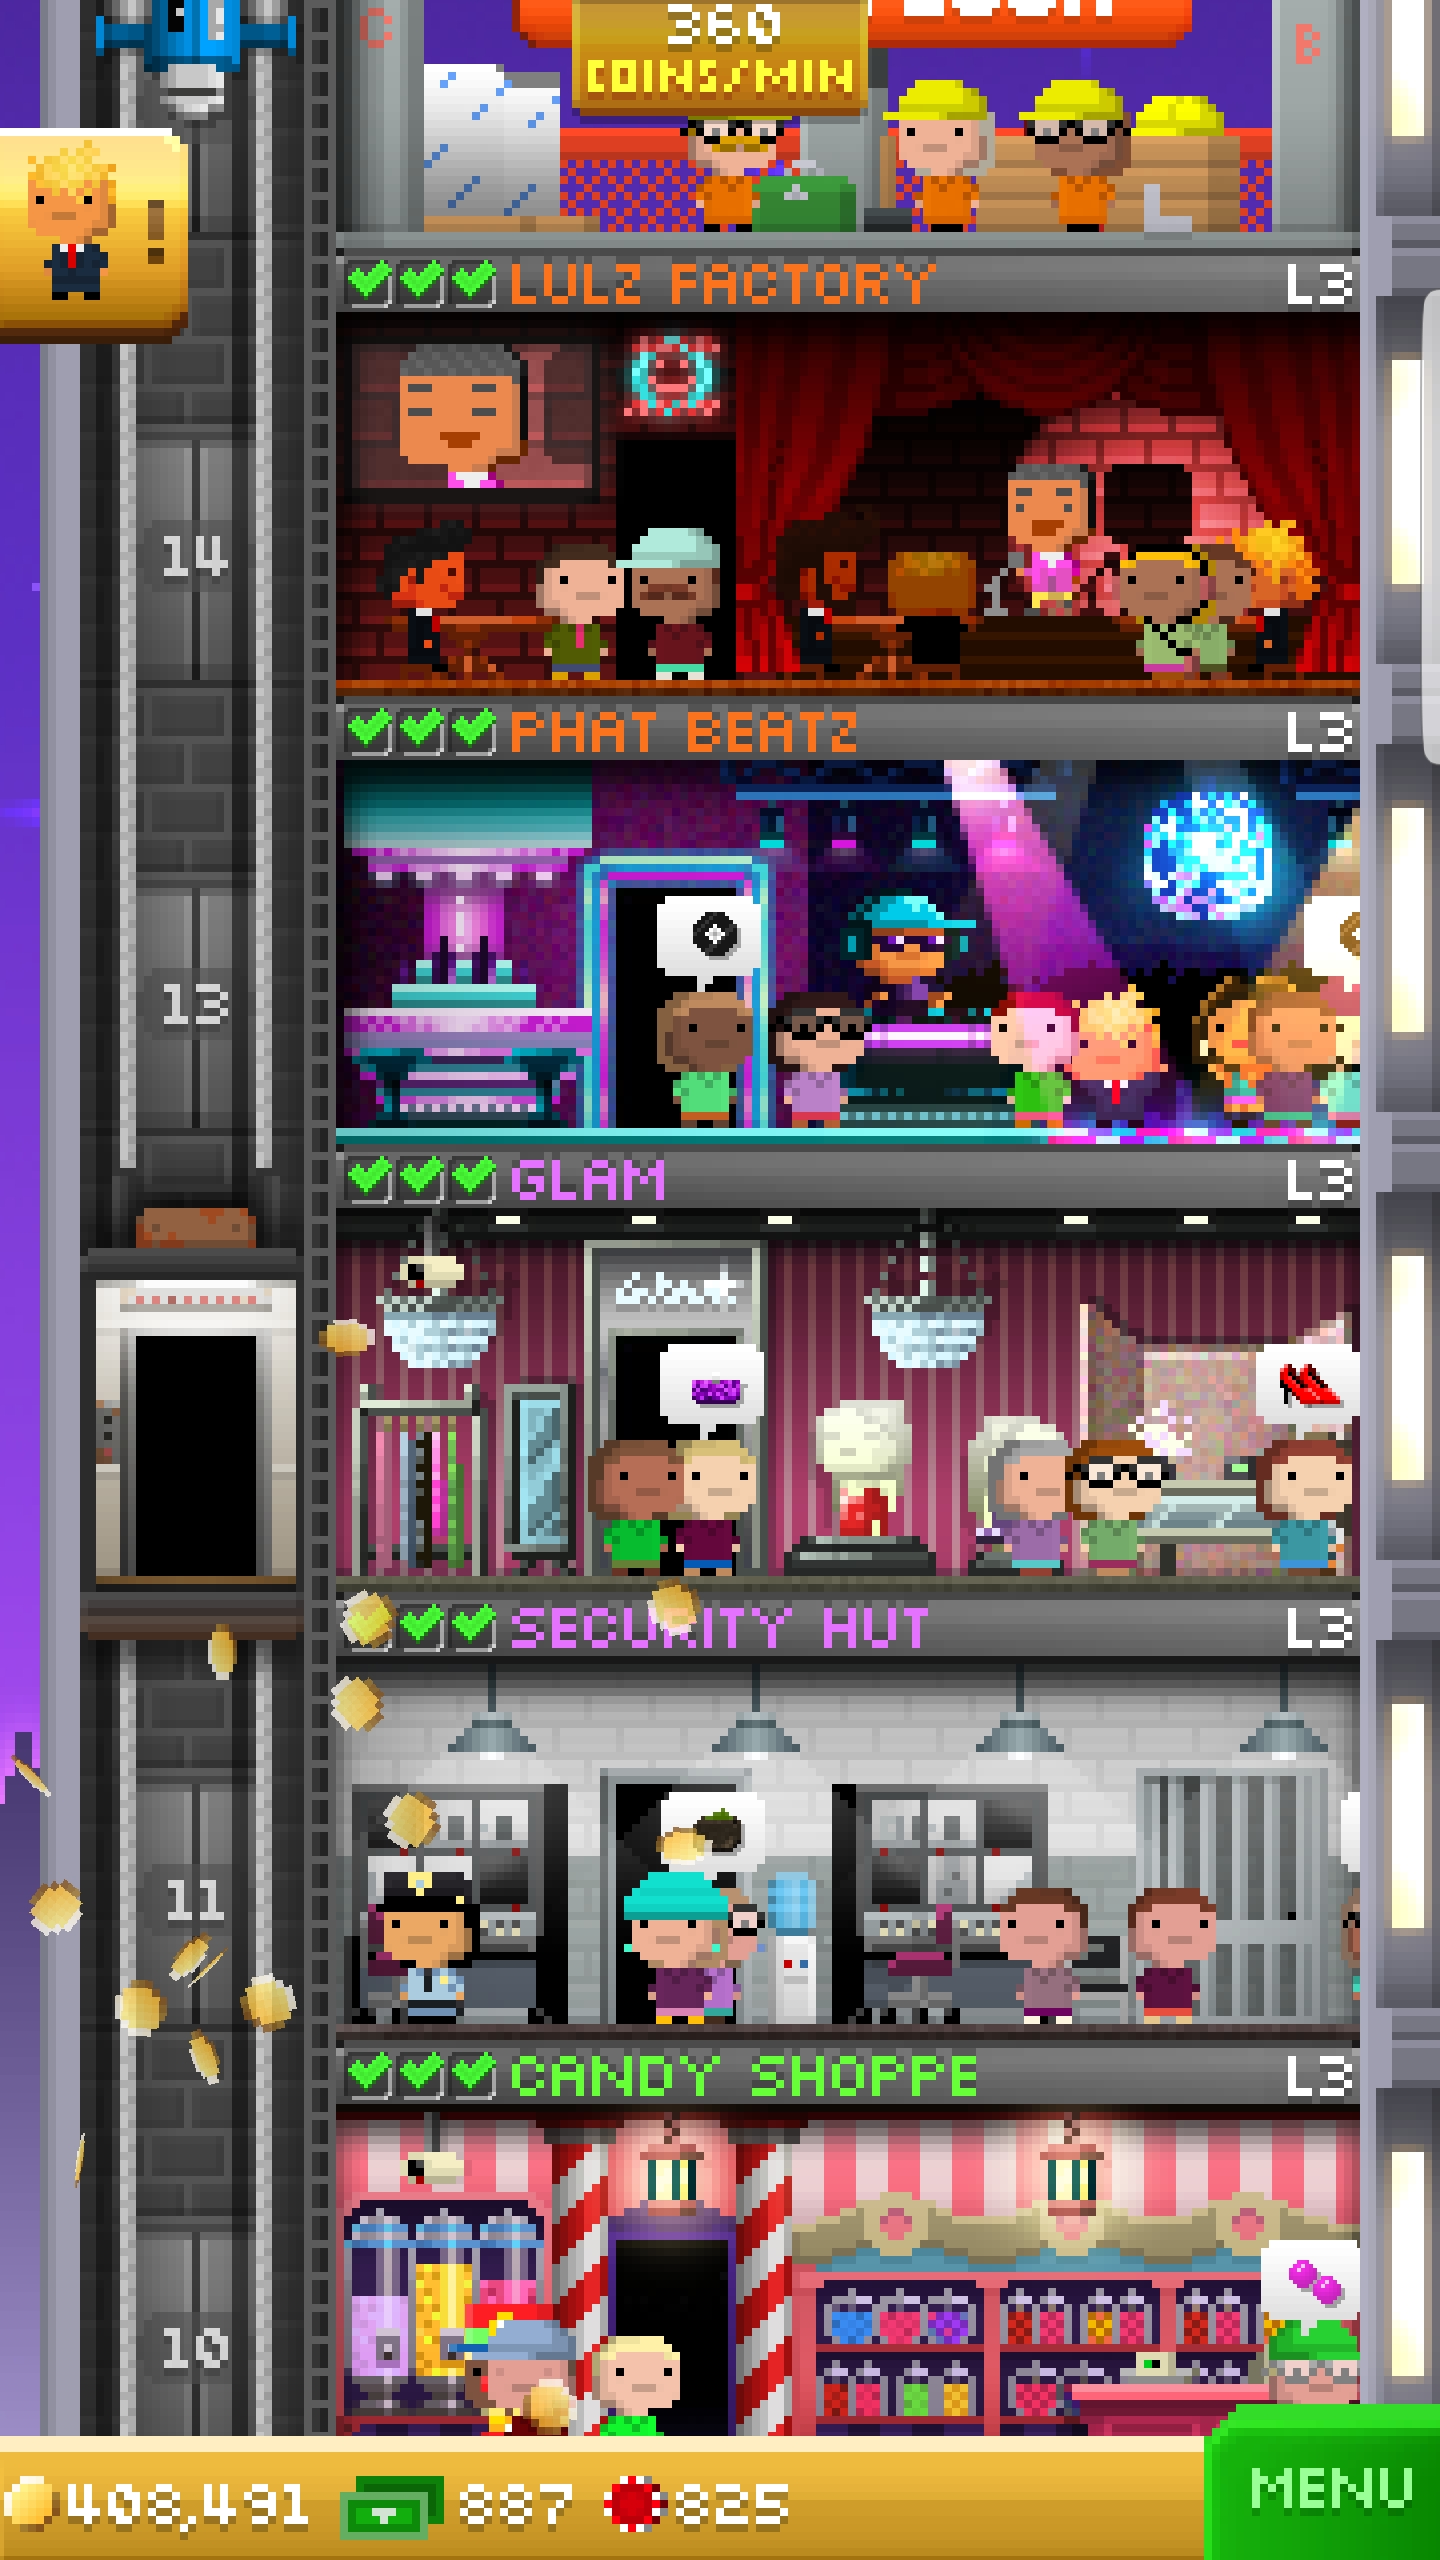 C
B
360
COINS/MIN
LULZ FACTORY
L3
14
PHAT BEATZ
L3
13
GLAM
L3
SECURITY HUT
L3
11
CANDY SHOPPE
L3
10
408,491
887
825
MENU